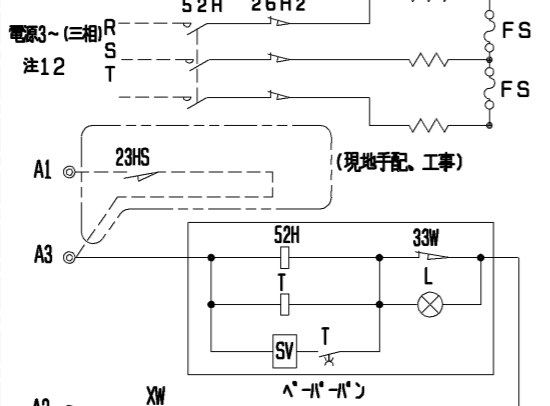 52H 26H2
電源3~(三相) R
FS
注12 S
T
FS
A1 23HS
(現地手配。工事)
A3 52H 33W
T L
SV T
ペーパーパン
A2 XW